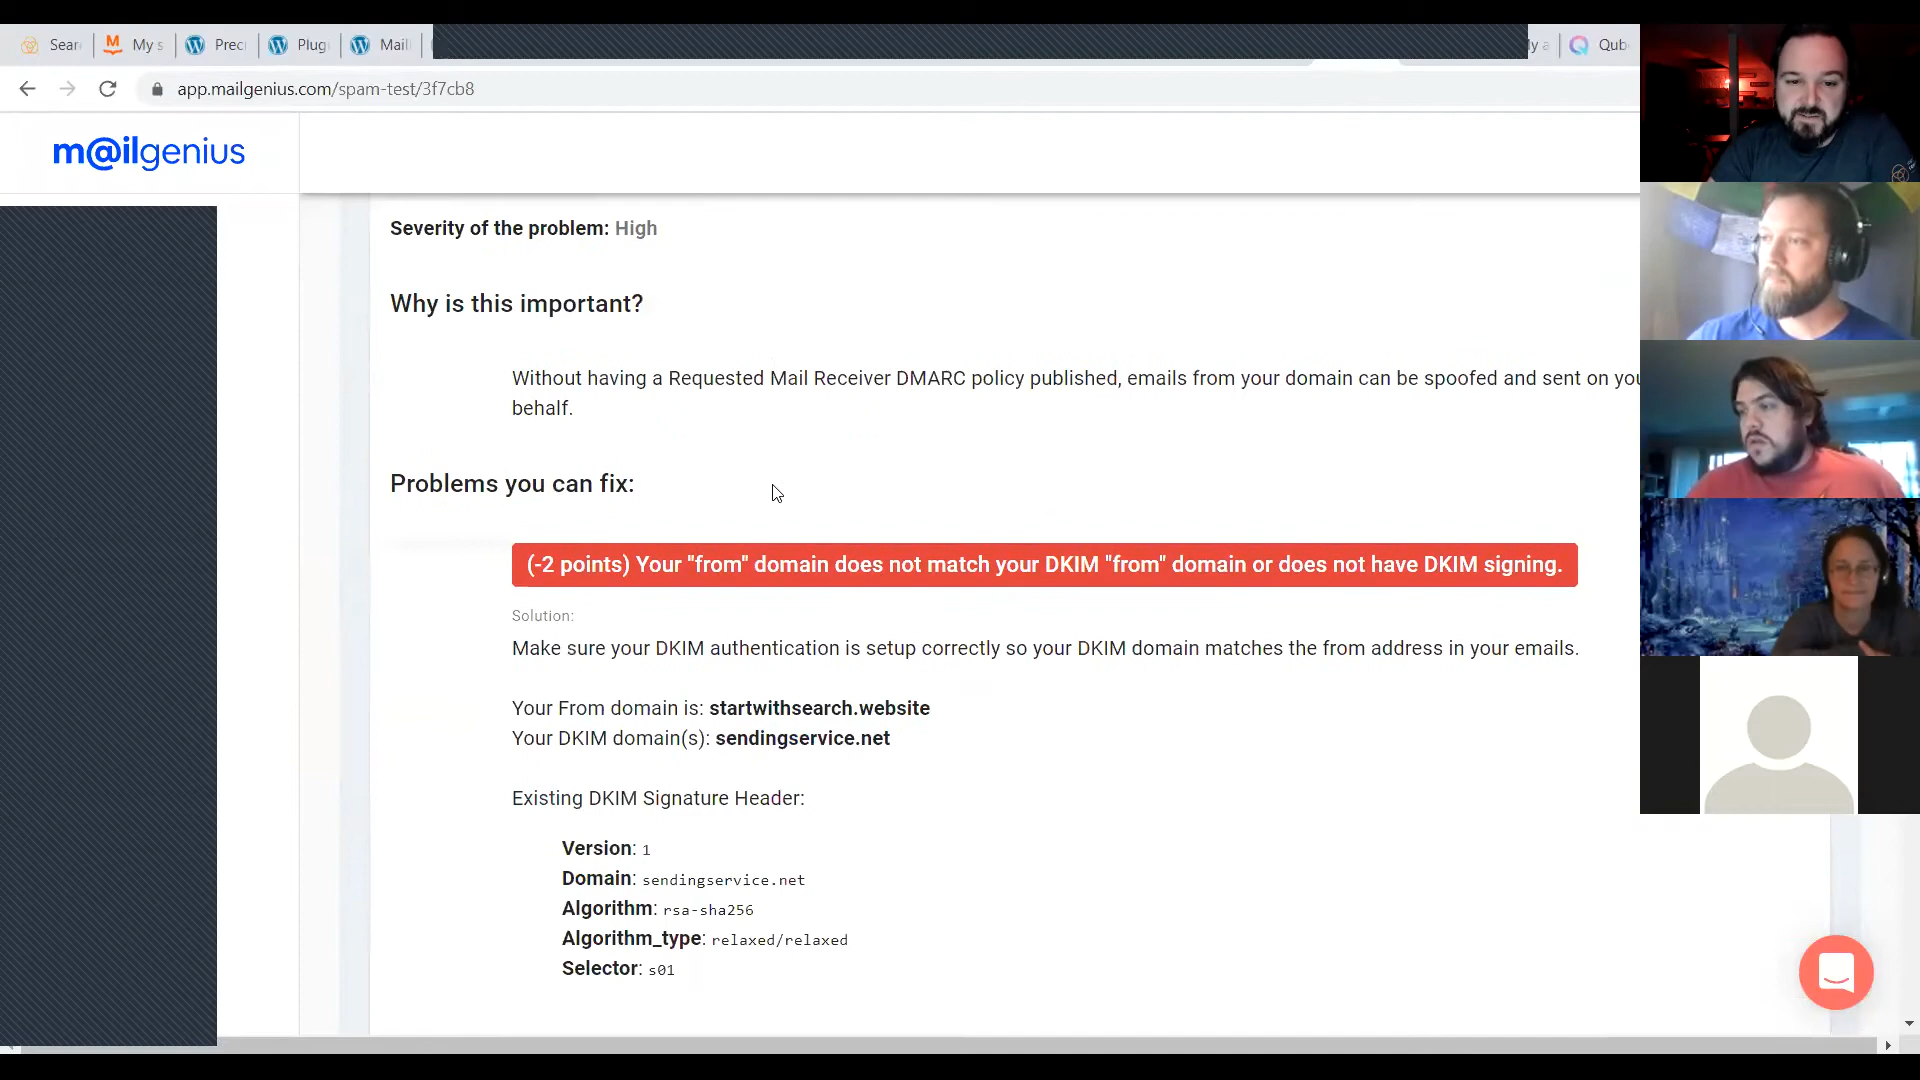 Sear
My s
Prec
Plug
Mail
Qub
app.mailgenius.com/spam-test/3f7cb8
m@ilgenius
Severity of the problem: High
Why is this important?
Without having a Requested Mail Receiver DMARC policy published, emails from your domain can be spoofed and sent on you
behalf.
Problems you can fix:
(-2 points) Your "from" domain does not match your DKIM "from" domain or does not have DKIM signing.
Solution:
Make sure your DKIM authentication is setup correctly so your DKIM domain matches the from address in your emails.
Your From domain is: startwithsearch.website
Your DKIM domain(s): sendingservice.net
Existing DKIM Signature Header:
Version: 1
Domain: sendingservice.net
Algorithm: rsa-sha256
Algorithm_type: relaxed/relaxed
Selector: s01